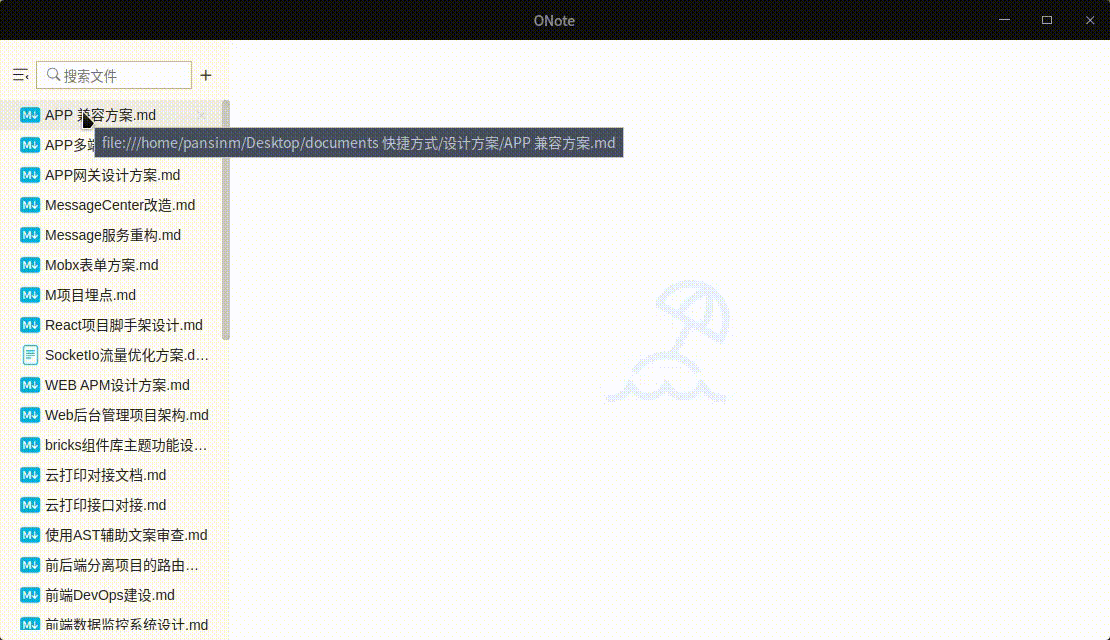 ONote
搜索文件
APP 兼容方案.md
file:///home/pansinm/Desktop/documents 快捷方式/设计方案/APP 兼容方案.md
APP多端
APP网关设计方案.md
MessageCenter改造.md
Message服务重构.md
Mobx表单方案.md
M项目埋点.md
React项目脚手架设计.md
SocketIo流量优化方案.d…
WEB APM设计方案.md
Web后台管理项目架构.md
bricks组件库主题功能设…
云打印对接文档.md
云打印接口对接.md
使用AST辅助文案审查.md
前后端分离项目的路由…
前端DevOps建设.md
前端数据监控系统设计.md